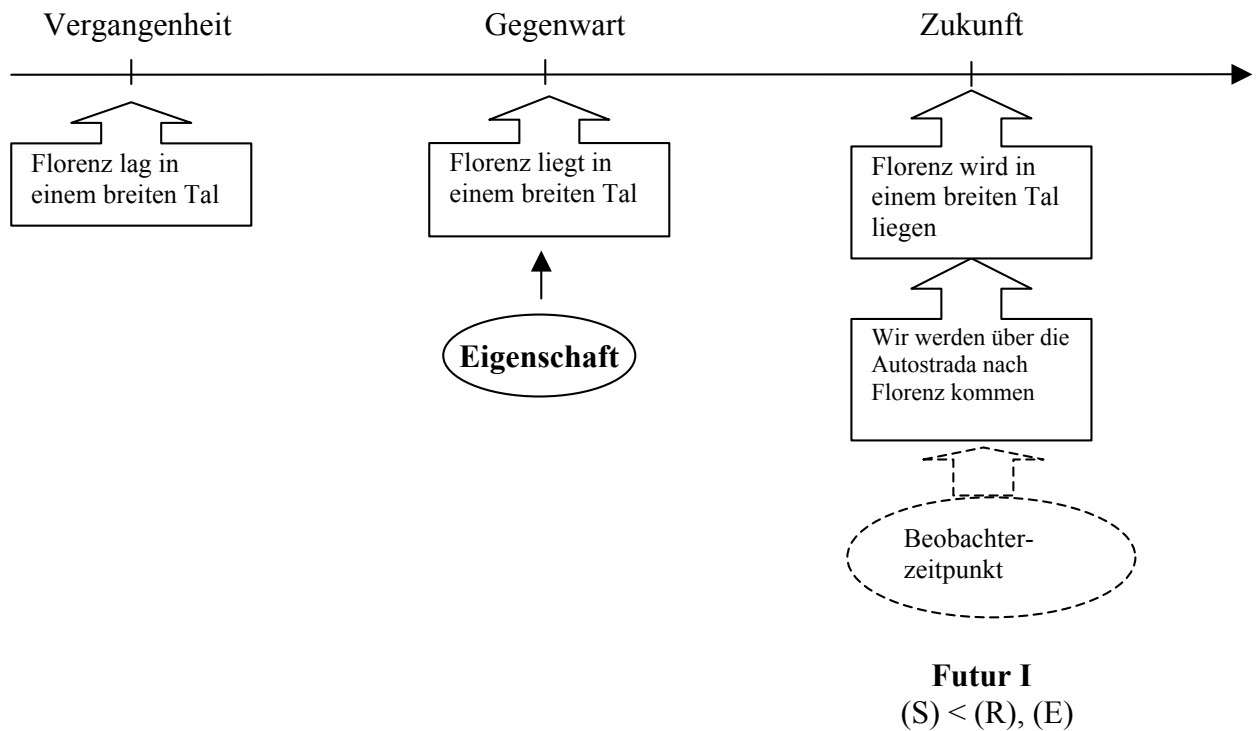 Vergangenheit
Gegenwart
Zukunft
Florenz lag in
einem breiten Tal
Florenz liegt in
einem breiten Tal
Florenz wird in
einem breiten Tal
liegen
Eigenschaft
Wir werden über die
Autostrada nach
Florenz kommen
Beobachter-
zeitpunkt
Futur I
(S) < (R), (E)